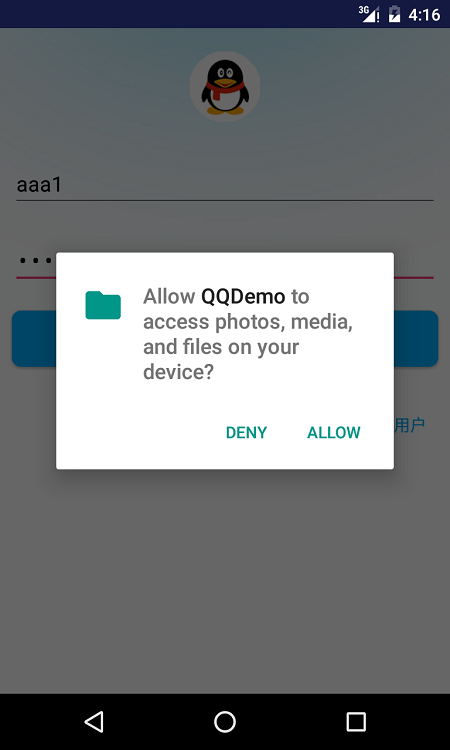 3G 4:16
aaa1
Allow QQDemo to
access photos, media,
and files on your
device?
DENY ALLOW
用户